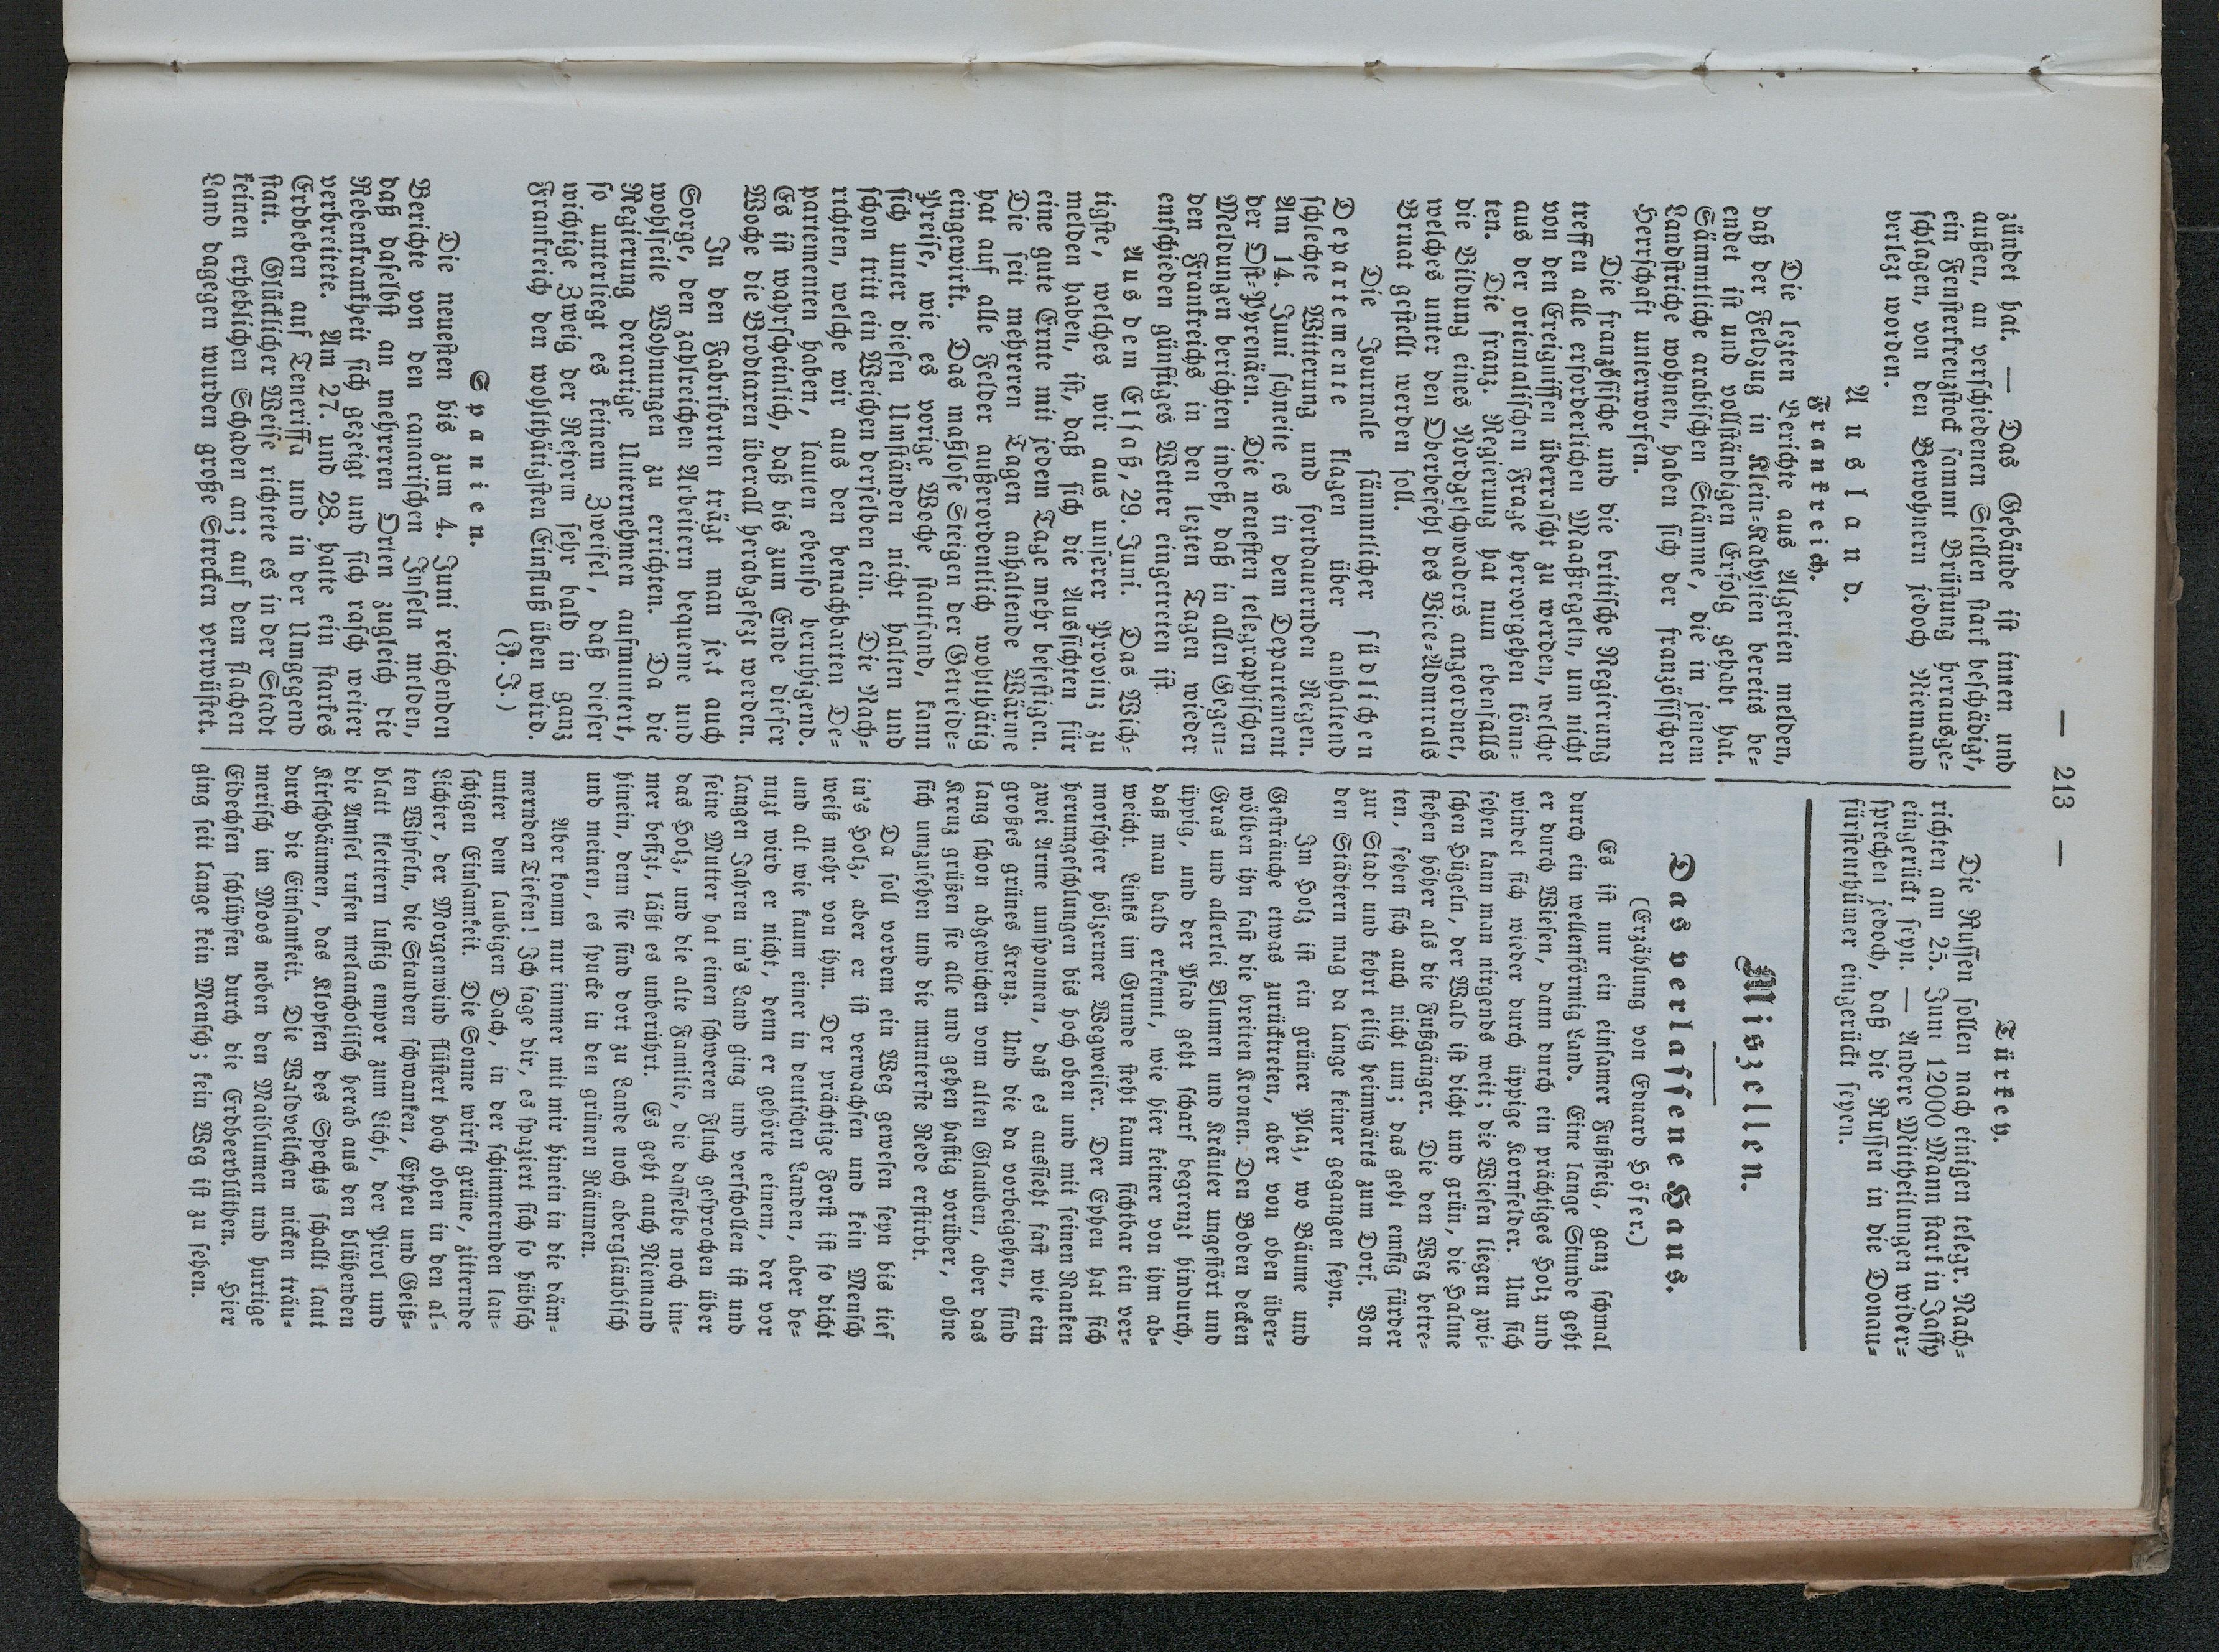 — 213 —
zündet hat. — Das Gebäude ist innen und
außen, an verschiedenen Stellen stark beschädigt,
ein Fensterkreuzstock sammt Brüstung herausge-
schlagen, von den Bewohnern jedoch Niemand
verlezt worden.
Ausland.
Frankreich.
Die lezten Berichte aus Algerien melden,
daß der Feldzug in Klein-Kabylien bereits be-
endet ist und vollständigen Erfolg gehabt hat.
Sämmtliche arabischen Stämme, die in jenem
Landstriche wohnen, haben sich der französischen
Herrschaft unterworfen.
Die französische und die britische Regierung
treffen alle erforderlichen Maaßregeln, um nicht
von den Ereignissen überrascht zu werden, welche
aus der orientalischen Frage hervorgehen könn-
ten. Die franz. Regierung hat nun ebenfalls
die Bildung eines Nordgeschwaders angeordnet,
welches unter den Oberbefehl des Vice-Admirals
Bruat gestellt werden soll.
Die Journale sämmtlicher südlichen
Departemente klagen über anhaltend
schlechte Witterung und fordauernden Regen.
Am 14. Juni schneite es in dem Departement
der Ost-Pyrenäen. Die neuesten telegraphischen
Meldungen berichten indeß, daß in allen Gegen-
den Frankreichs in den lezten Tagen wieder
entschieden günstiges Wetter eingetreten ist.
Aus dem Elsaß, 29. Juni. Das Wich-
tigste, welches wir aus unserer Provinz zu
melden haben, ist, daß sich die Aussichten für
eine gute Ernte mit jedem Tage mehr befestigen.
Die seit mehreren Tagen anhaltende Wärme
hat auf alle Felder außerordentlich wohlthätig
eingewirkt. Das maßlose Steigen der Getreide-
Preise, wie es vorige Woche stattfand, kann
sich unter diesen Umständen nicht halten und
schon tritt ein Weichen derselben ein. Die Nach-
richten, welche wir aus den benachbarten De-
partementen haben, lauten ebenso beruhigend.
Es ist wahrscheinlich, daß bis zum Ende dieser
Woche die Brodtaxen überall herabgesezt werden.
In den Fabrikorten trägt man jezt auch
Sorge, den zahlreichen Arbeitern bequeme und
wohlfeile Wohnungen zu errichten. Da die
Regierung derartige Unternehmen aufmuntert,
so unterliegt es keinem Zweifel, daß dieser
wichtige Zweig der Reform sehr bald in ganz
Frankreich den wohlthätigsten Einfluß üben wird.
(F. J.)
Spanien.
Die neuesten bis zum 4. Juni reichenden
Berichte von den canarischen Inseln melden,
daß daselbst an mehreren Orten zugleich die
Rebenkrankheit sich gezeigt und sich rasch weiter
verbreitete. Am 27. und 28. hatte ein starkes
Erdbeben auf Teneriffa und in der Umgegend
statt. Glüklicher Weise richtete es in der Stadt
keinen erheblichen Schaden an; auf dem flachen
Land dagegen wurden große Strecken verwüstet.
Türkey.
Die Russen sollen nach einigen telegr. Nach-
richten am 25. Juni 12000 Mann stark in Jassy
eingerückt seyn. — Andere Mittheilungen wider-
sprechen jedoch, daß die Russen in die Donau-
fürstenthümer eingerückt seyen.
Miszellen.
Das verlassene Haus.
(Erzählung von Eduard Höfer.)
Es ist nur ein einsamer Fußsteig, ganz schmal
durch ein wellenförmig Land. Eine lange Stunde geht
er durch Wiesen, dann durch ein prächtiges Holz und
windet sich wieder durch üppige Kornfelder. Um sich
sehen kann man nirgends weit; die Wiesen liegen zwi-
schen Hügeln, der Wald ist dicht und grün, die Halme
stehen höher als die Fußgänger. Die den Weg betre-
ten, sehen sich auch nicht um; das geht emsig fürder
zur Stadt und kehrt eilig heimwärts zum Dorf. Von
den Städtern mag da lange keiner gegangen seyn.
Im Holz ist ein grüner Plaz, wo Bäume und
Gesträuche etwas zurüktreten, aber von oben über-
wölben ihn fast die breiten Kronen. Den Boden decken
Gras und allerlei Blumen und Kräuter ungestört und
üppig, und der Pfad geht scharf begrenzt hindurch,
daß man bald erkennt, wie hier keiner von ihm ab-
weicht. Links im Grunde steht kaum sichtbar ein ver-
morschter hölzerner Wegweiser. Der Epheu hat sich
herumgeschlungen bis hoch oben und mit seinen Ranken
zwei Arme umsponnen, daß es aussieht fast wie ein
großes grünes Kreuz. Und die da vorbeigehen, sind
lang schon abgewichen vom alten Glauben, aber das
Kreuz grüßen sie alle und gehen hastig vorüber, ohne
sich umzusehen und die munterste Rede erstirbt.
Da soll vordem ein Weg gewesen seyn bis tief
in's Holz, aber er ist verwachsen und kein Mensch
weiß mehr von ihm. Der prächtige Forst ist so dicht
und alt wie kaum einer in deutschen Landen, aber be-
nuzt wird er nicht, denn er gehörte einem, der vor
langen Jahren in's Land ging und verschollen ist und
seine Mutter hat einen schweren Fluch gesprochen über
das Holz, und die alte Familie, die dasselbe noch im-
mer besizt, läßt es unberührt. Es geht auch Niemand
hinein, denn sie sind dort zu Lande noch abergläubisch
und meinen, es spuke in den grünen Räumen.
Aber komm nur immer mit mir hinein in die däm-
mernden Tiefen! Ich sage dir, es spaziert sich so hübsch
unter dem laubigen Dach, in der schimmernden lau-
schigen Einsamkeit. Die Sonne wirft grüne, zitternde
Lichter, der Morgenwind flüstert hoch oben in den al-
ten Wipfeln, die Stauden schwanken, Epheu und Geiß-
blatt klettern lustig empor zum Licht, der Pirol und
die Amsel rufen melancholisch herab aus den blühenden
Kirschbäumen, das Klopfen des Spechts schallt laut
durch die Einsamkeit. Die Waldveilchen nicken träu-
merisch im Moos neben den Maiblumen und hurtige
Eidechsen schlüpfen durch die Erdbeerblüthen. Hier
ging seit lange kein Mensch; kein Weg ist zu sehen.